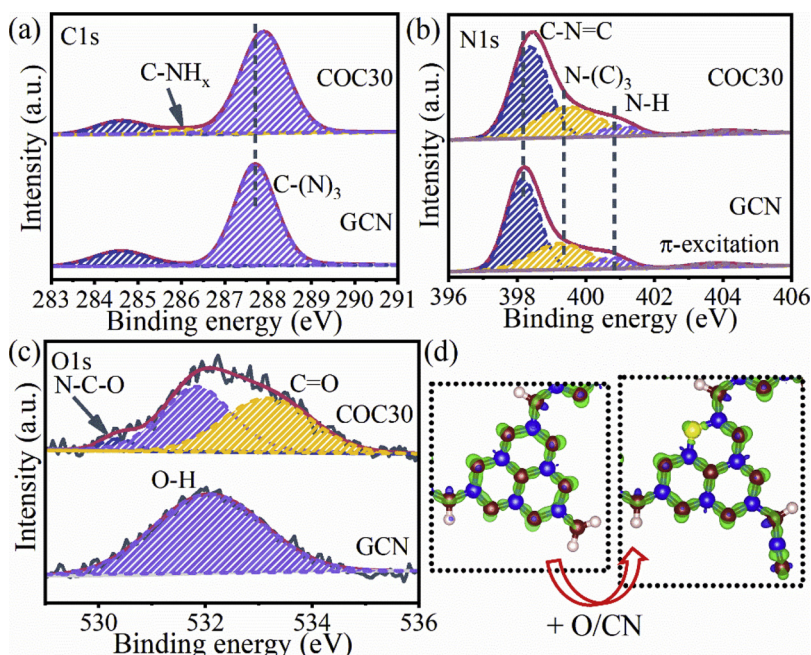 (a)
C1s
C-NHₓ
COC30
C-(N)₃
GCN
Intensity (a.u.)
283 284 285 286 287 288 289 290 291
Binding energy (eV)
(b)
N1s
C-N=C
N-(C)₃
COC30
N-H
GCN
π-excitation
Intensity (a.u.)
396 398 400 402 404 406
Binding energy (eV)
(c)
O1s
N-C-O
C=O
COC30
O-H
GCN
Intensity (a.u.)
530 532 534 536
Binding energy (eV)
(d)
+ O/CN